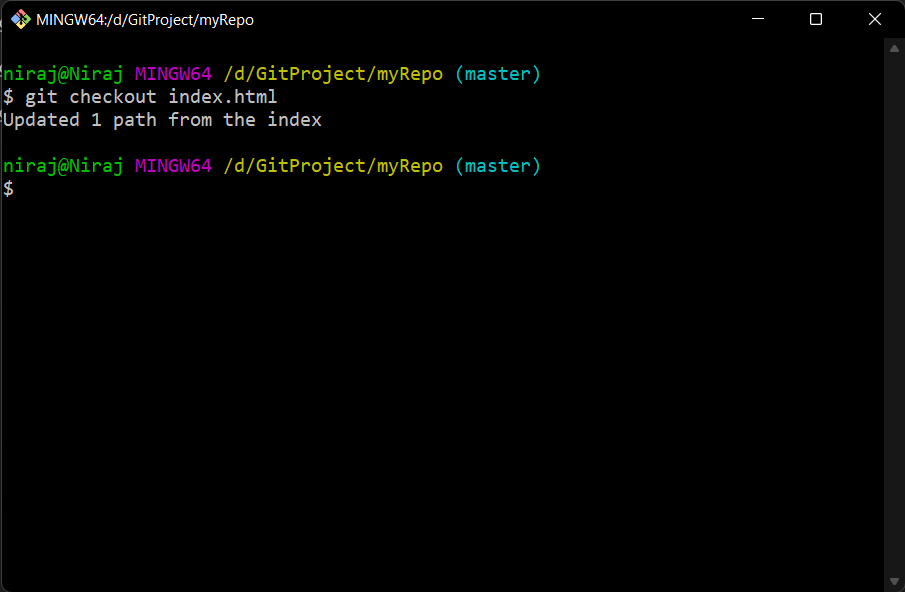 MINGW64:/d/GitProject/myRepo
niraj@Niraj MINGW64 /d/GitProject/myRepo (master)
$ git checkout index.html
Updated 1 path from the index
niraj@Niraj MINGW64 /d/GitProject/myRepo (master)
$